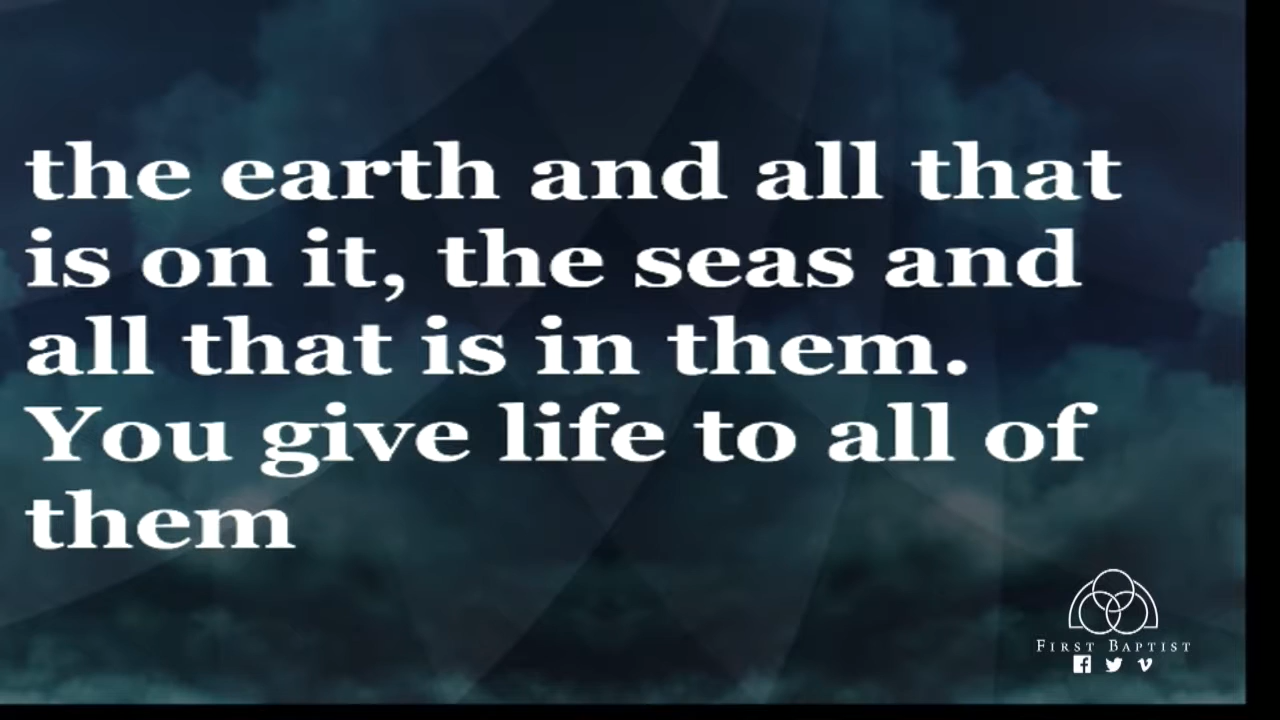 the earth and all that
is on it, the seas and
all that is in them.
You give life to all of
them
FIRST BAPTIST